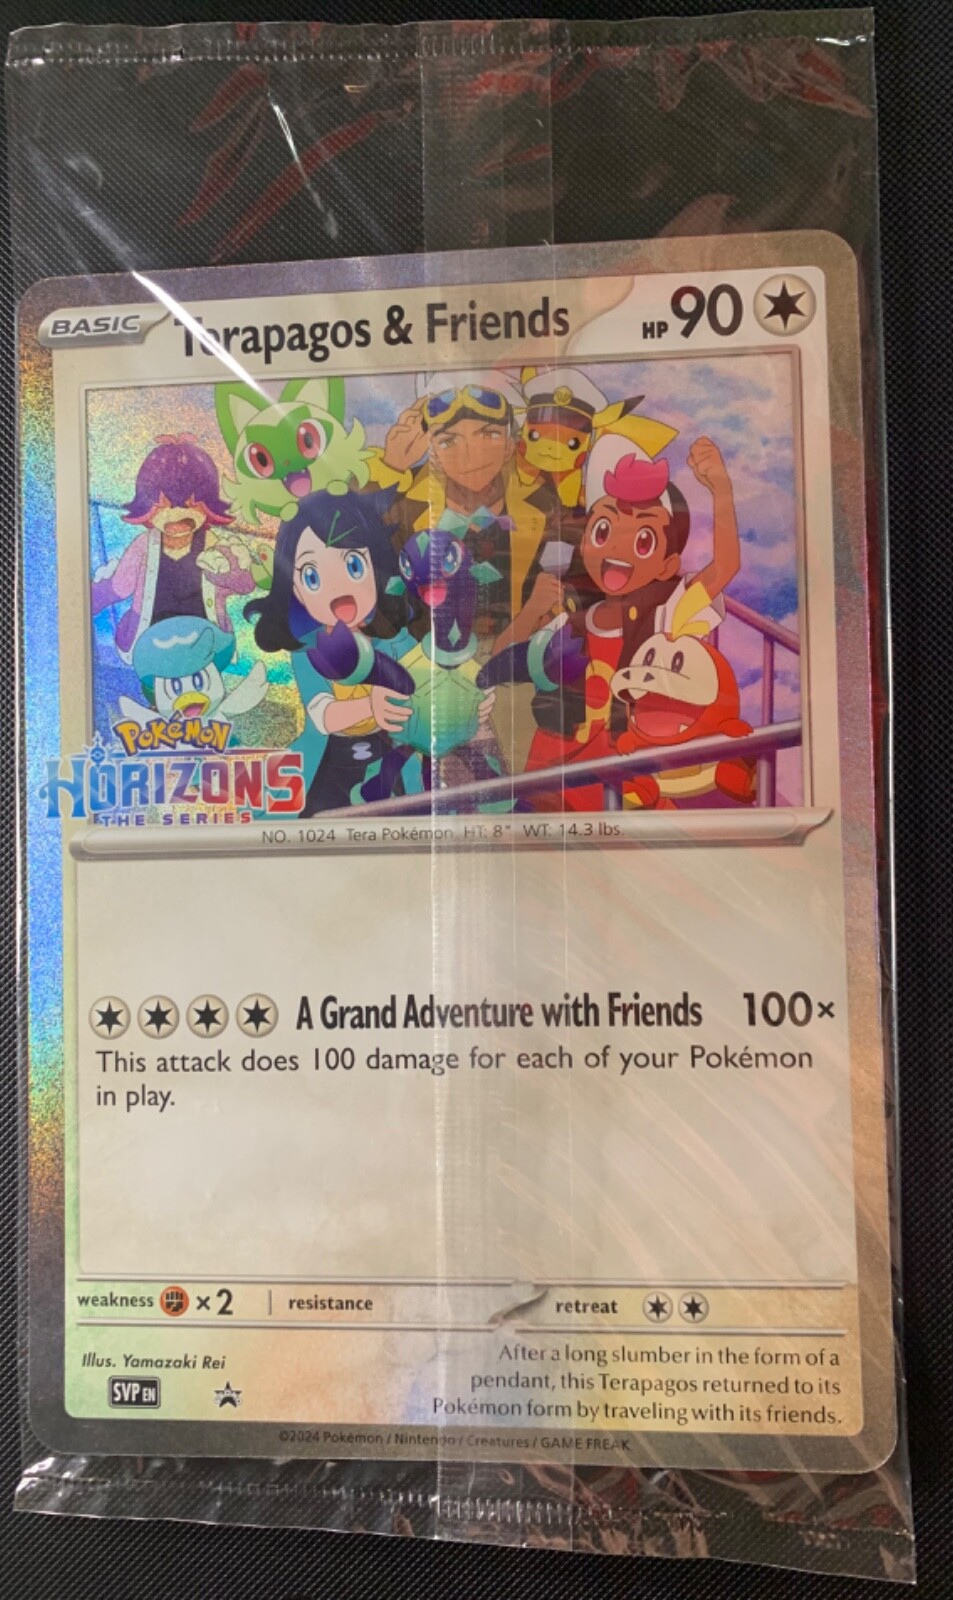 BASIC Terapagos & Friends HP 90
POKéMON
HORIZONS
THE SERIES
NO. 1024 Tera Pokémon HT: 8" WT: 14.3 lbs.
A Grand Adventure with Friends 100×
This attack does 100 damage for each of your Pokémon
in play.
weakness ×2 resistance retreat
Illus. Yamazaki Rei
SVP EN
After a long slumber in the form of a
pendant, this Terapagos returned to its
Pokémon form by traveling with its friends.
©2024 Pokémon / Nintendo / Creatures / GAME FREAK